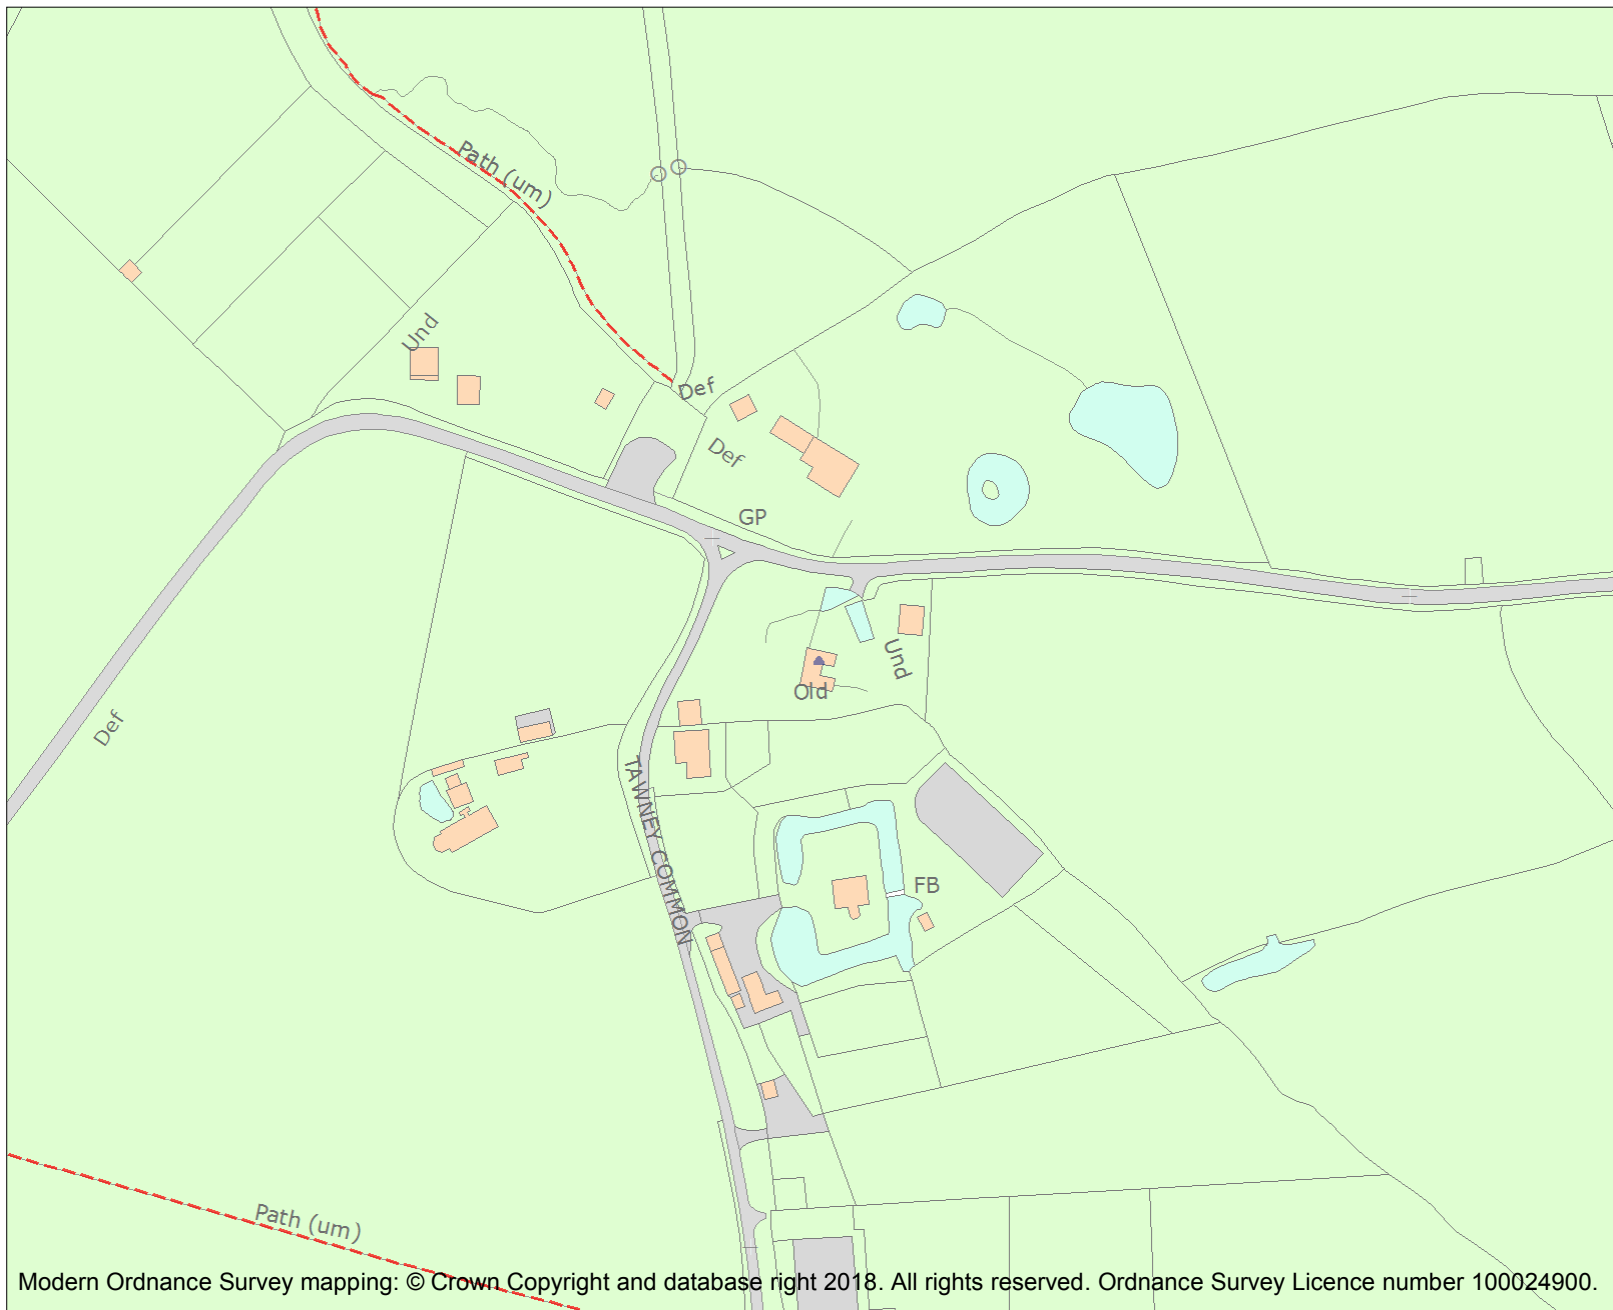 Path (um)
Und
Def
Def
GP
Und
Old
Def
TAWNEY COMMON
FB
Path (um)
Modern Ordnance Survey mapping: © Crown Copyright and database right 2018. All rights reserved. Ordnance Survey Licence number 100024900.